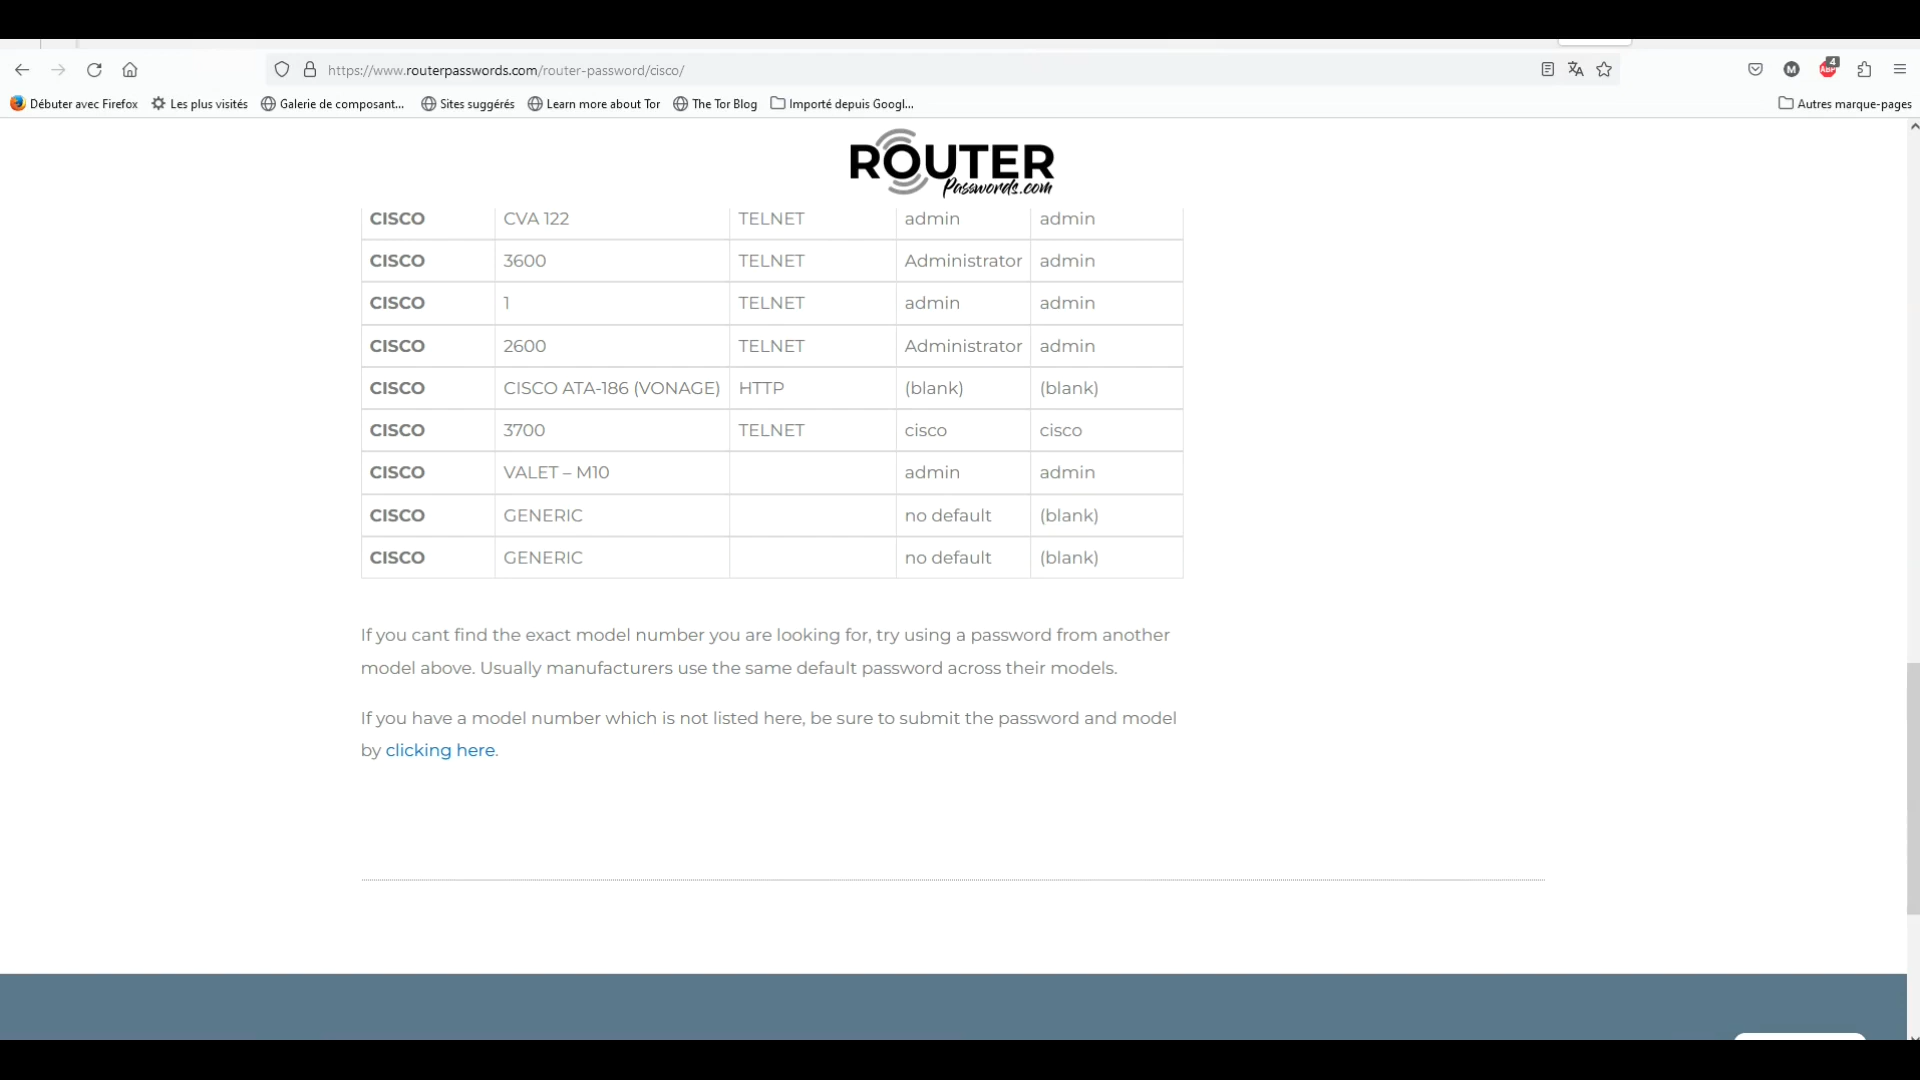 https://www.routerpasswords.com/router-password/cisco/
4
M
ABP
Débuter avec Firefox Les plus visités Galerie de composant... Sites suggérés Learn more about Tor The Tor Blog Importé depuis Googl... Autres marque-pages
ROUTER
Passwords.com
CISCO CVA 122 TELNET admin admin
CISCO 3600 TELNET Administrator admin
CISCO 1 TELNET admin admin
CISCO 2600 TELNET Administrator admin
CISCO CISCO ATA-186 (VONAGE) HTTP (blank) (blank)
CISCO 3700 TELNET cisco cisco
CISCO VALET – M10 admin admin
CISCO GENERIC no default (blank)
CISCO GENERIC no default (blank)
If you cant find the exact model number you are looking for, try using a password from another
model above. Usually manufacturers use the same default password across their models.
If you have a model number which is not listed here, be sure to submit the password and model
by clicking here.